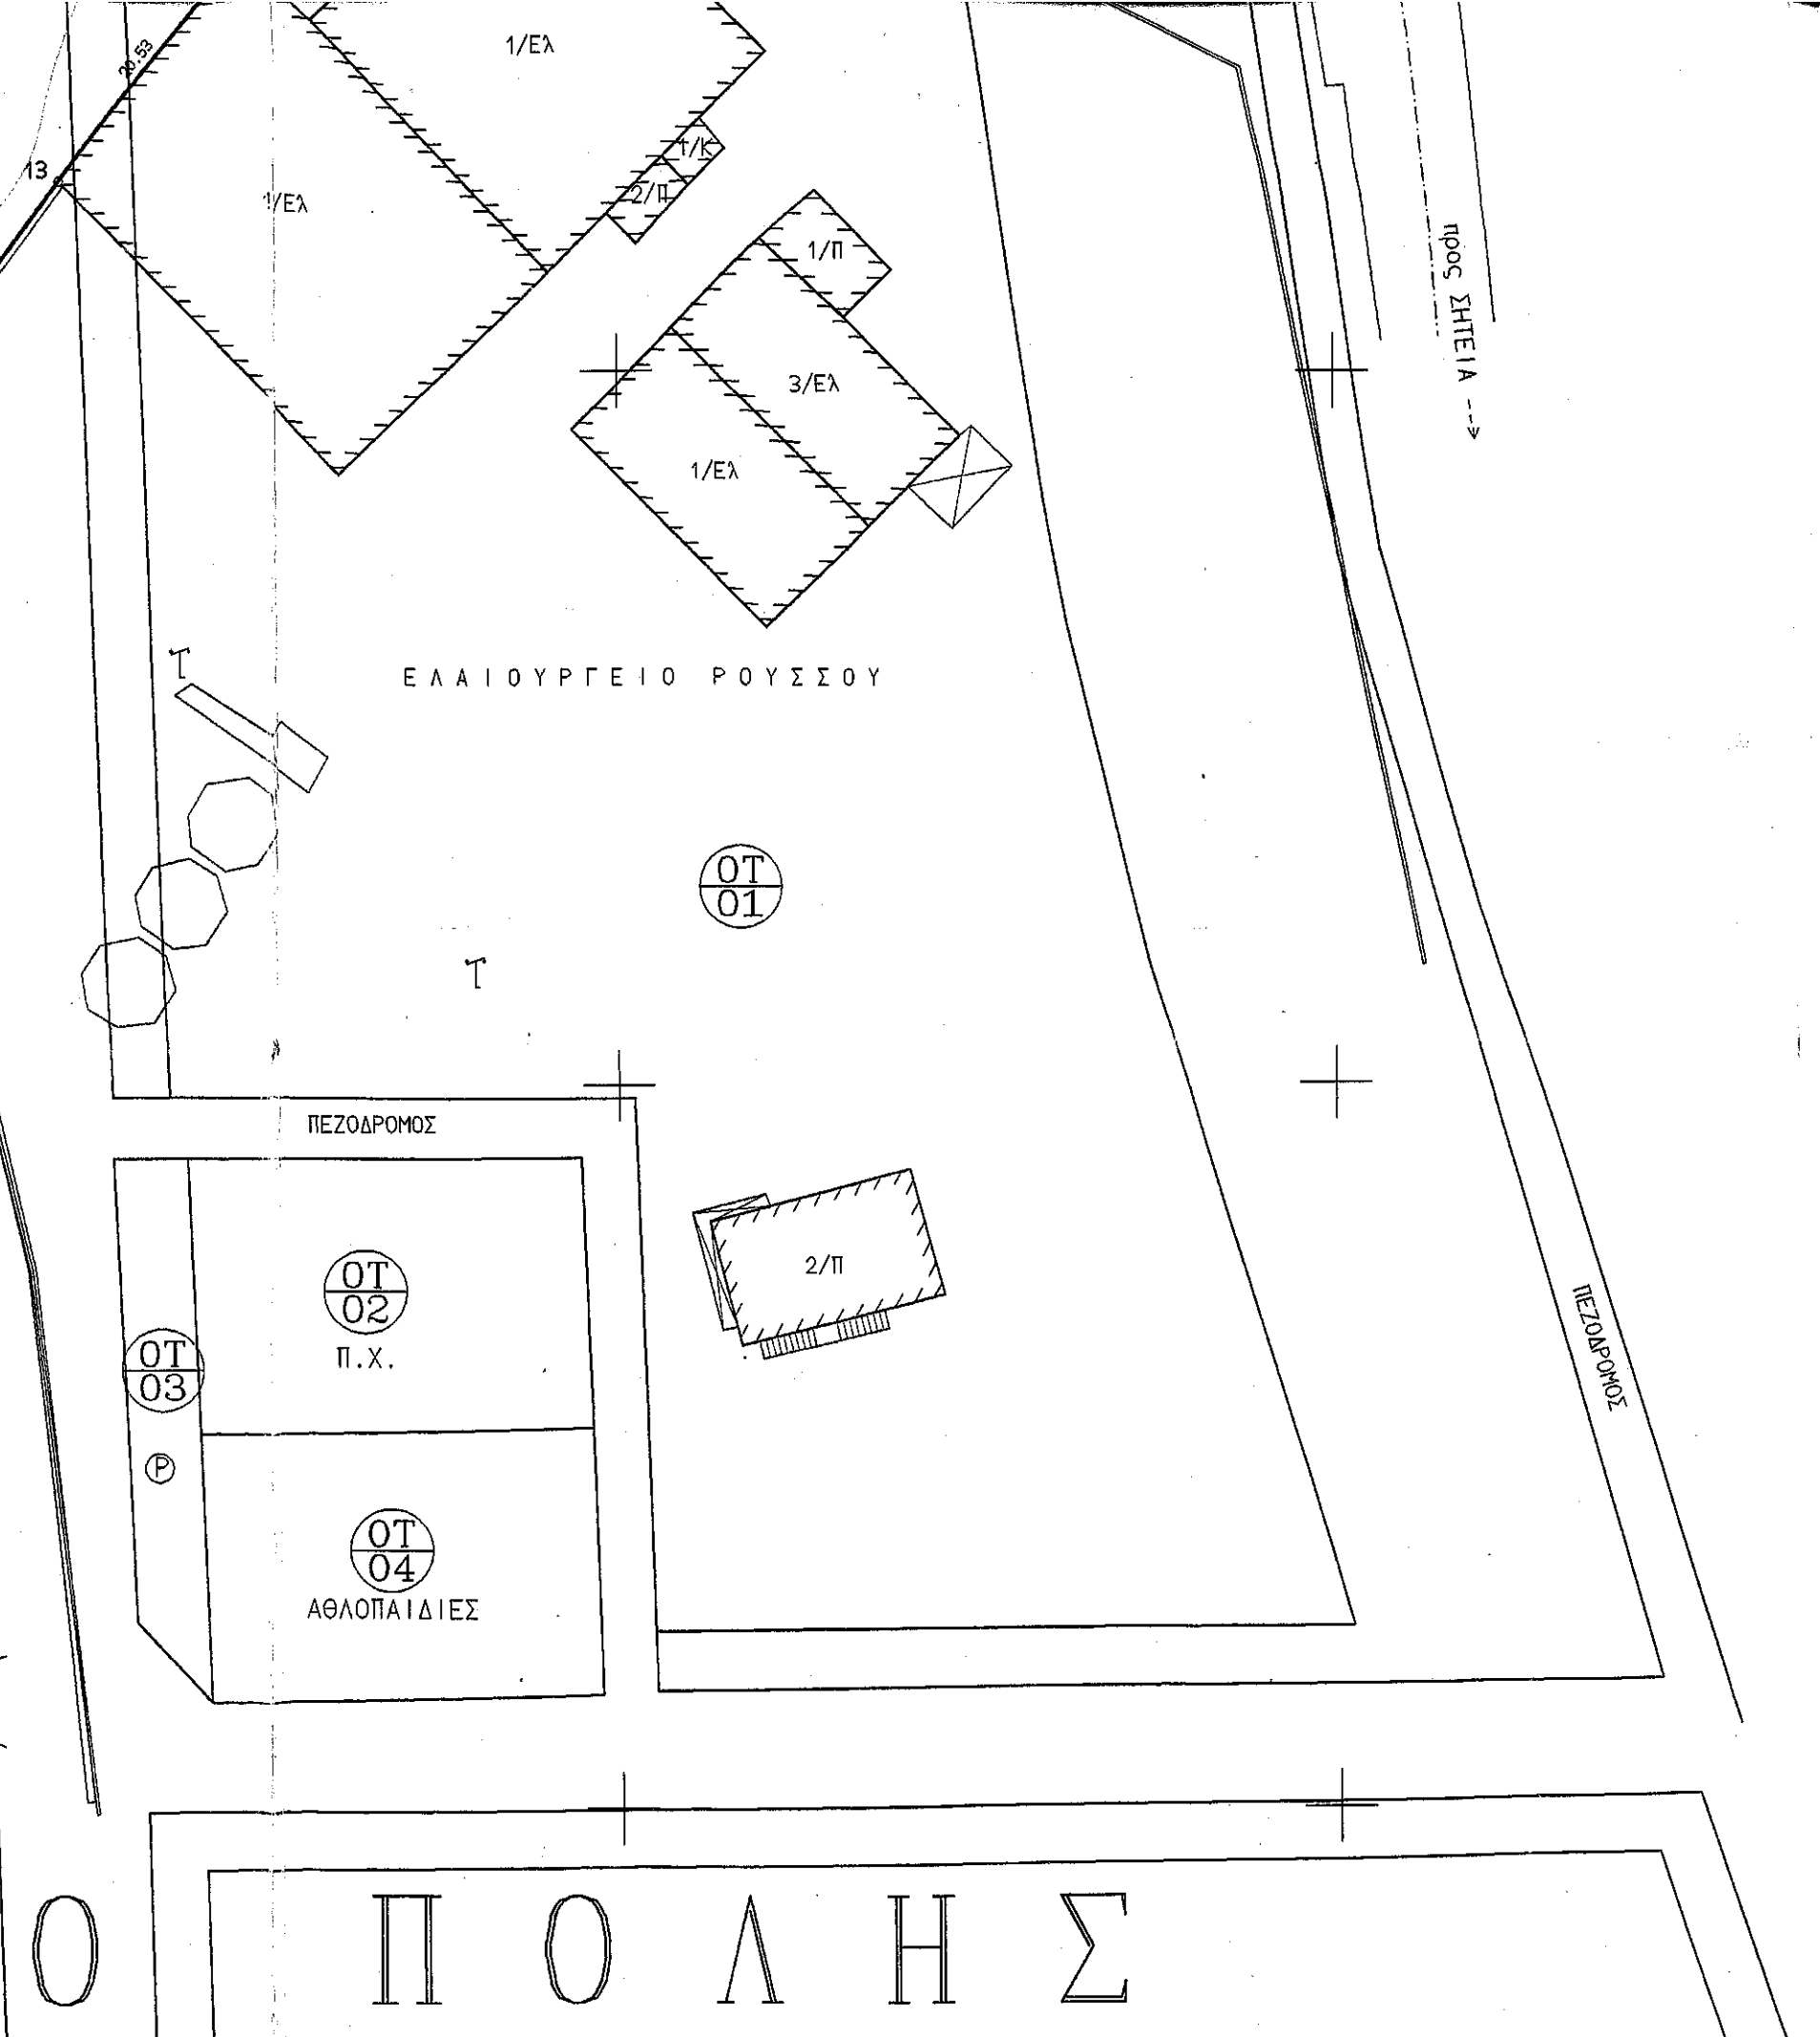 20.53
1/Ελ
13
1/Κ
2/Π
1/Ελ
1/Π
προς ΣΗΤΕΙΑ -->
3/Ελ
1/Ελ
ΕΛΑΙΟΥΡΓΕΙΟ ΡΟΥΣΣΟΥ
ΟΤ
01
ΠΕΖΟΔΡΟΜΟΣ
2/Π
ΟΤ
02
Π.Χ.
ΟΤ
03
ΠΕΖΟΔΡΟΜΟΣ
P
ΟΤ
04
ΑΘΛΟΠΑΙΔΙΕΣ
Ο ΠΟΛΗΣ